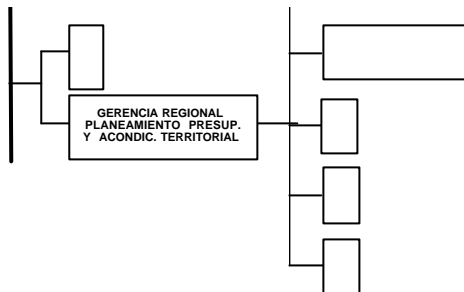 GERENCIA REGIONAL
PLANEAMIENTO PRESUP.
Y ACONDIC. TERRITORIAL